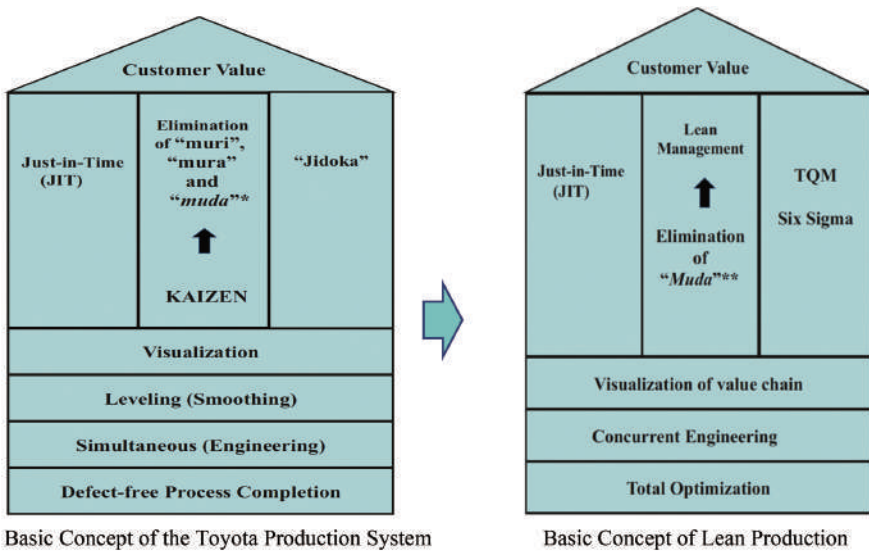 Customer Value
Just-in-Time
(JIT)
Elimination
of “muri”,
“mura”
and
“muda”*
KAIZEN
“Jidoka”
Visualization
Leveling (Smoothing)
Simultaneous (Engineering)
Defect-free Process Completion
Basic Concept of the Toyota Production System
Customer Value
Just-in-Time
(JIT)
Lean
Management
Elimination
of
“Muda”**
TQM
Six Sigma
Visualization of value chain
Concurrent Engineering
Total Optimization
Basic Concept of Lean Production